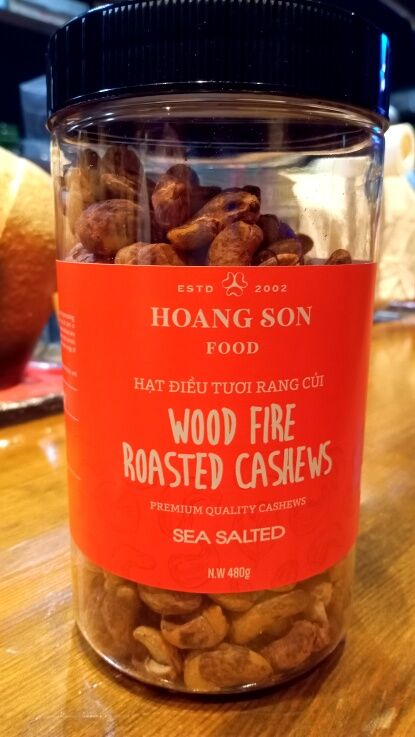 ESTD 2002
HOANG SON
FOOD
HẠT ĐIỀU TƯƠI RANG CỦI
WOOD FIRE
ROASTED CASHEWS
PREMIUM QUALITY CASHEWS
SEA SALTED
N.W 480g